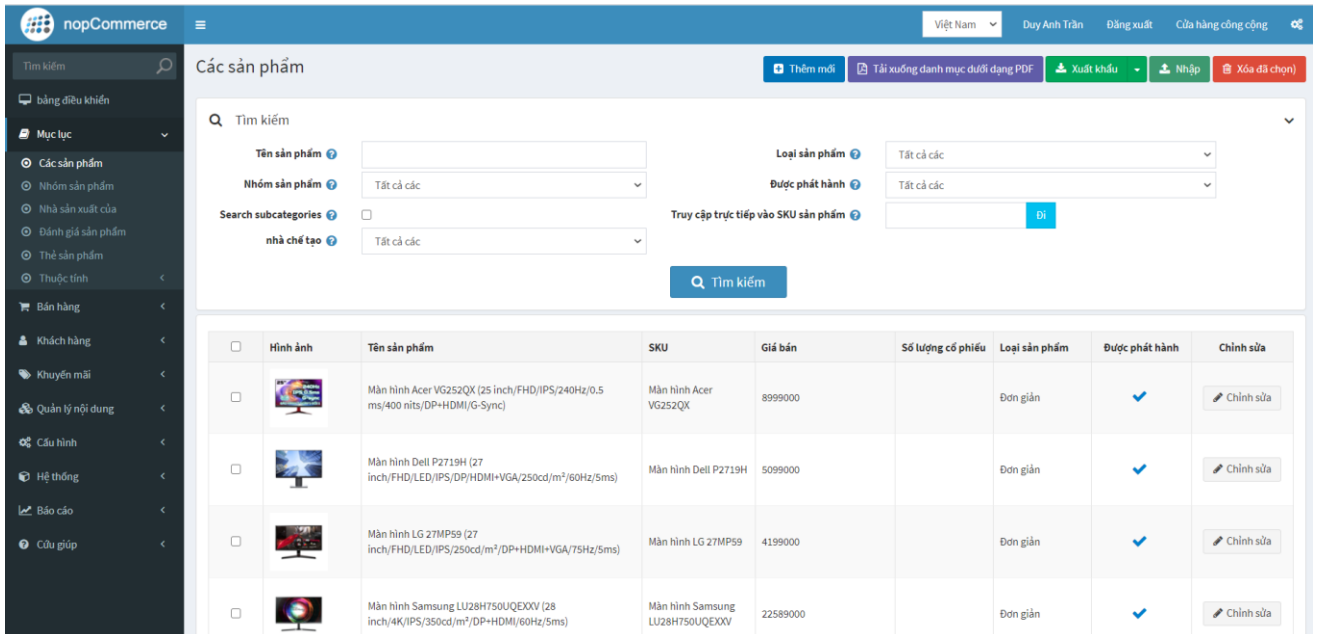 nopCommerce
Việt Nam
Duy Anh Trần
Đăng xuất
Cửa hàng công cộng
Tìm kiếm
bảng điều khiển
Mục lục
Các sản phẩm
Nhóm sản phẩm
Nhà sản xuất của
Đánh giá sản phẩm
Thẻ sản phẩm
Thuộc tính
Bán hàng
Khách hàng
Khuyến mãi
Quản lý nội dung
Cấu hình
Hệ thống
Báo cáo
Cứu giúp
Các sản phẩm
Thêm mới
Tải xuống danh mục dưới dạng PDF
Xuất khẩu
Nhập
Xóa đã chọn)
Tìm kiếm
Tên sản phẩm
Loại sản phẩm
Tất cả các
Nhóm sản phẩm
Tất cả các
Được phát hành
Tất cả các
Search subcategories
Truy cập trực tiếp vào SKU sản phẩm
Đi
nhà chế tạo
Tất cả các
Tìm kiếm
Hình ảnh
Tên sản phẩm
SKU
Giá bán
Số lượng cổ phiếu
Loại sản phẩm
Được phát hành
Chỉnh sửa
Màn hình Acer VG252QX (25 inch/FHD/IPS/240Hz/0.5
ms/400 nits/DP+HDMI/G-Sync)
Màn hình Acer
VG252QX
8999000
Đơn giản
Chỉnh sửa
Màn hình Dell P2719H (27
inch/FHD/LED/IPS/DP/HDMI+VGA/250cd/m²/60Hz/5ms)
Màn hình Dell P2719H
5099000
Đơn giản
Chỉnh sửa
Màn hình LG 27MP59 (27
inch/FHD/LED/IPS/250cd/m²/DP+HDMI+VGA/75Hz/5ms)
Màn hình LG 27MP59
4199000
Đơn giản
Chỉnh sửa
Màn hình Samsung LU28H750UQEXXV (28
inch/4K/IPS/350cd/m²/DP+HDMI/60Hz/5ms)
Màn hình Samsung
LU28H750UQEXXV
22589000
Đơn giản
Chỉnh sửa